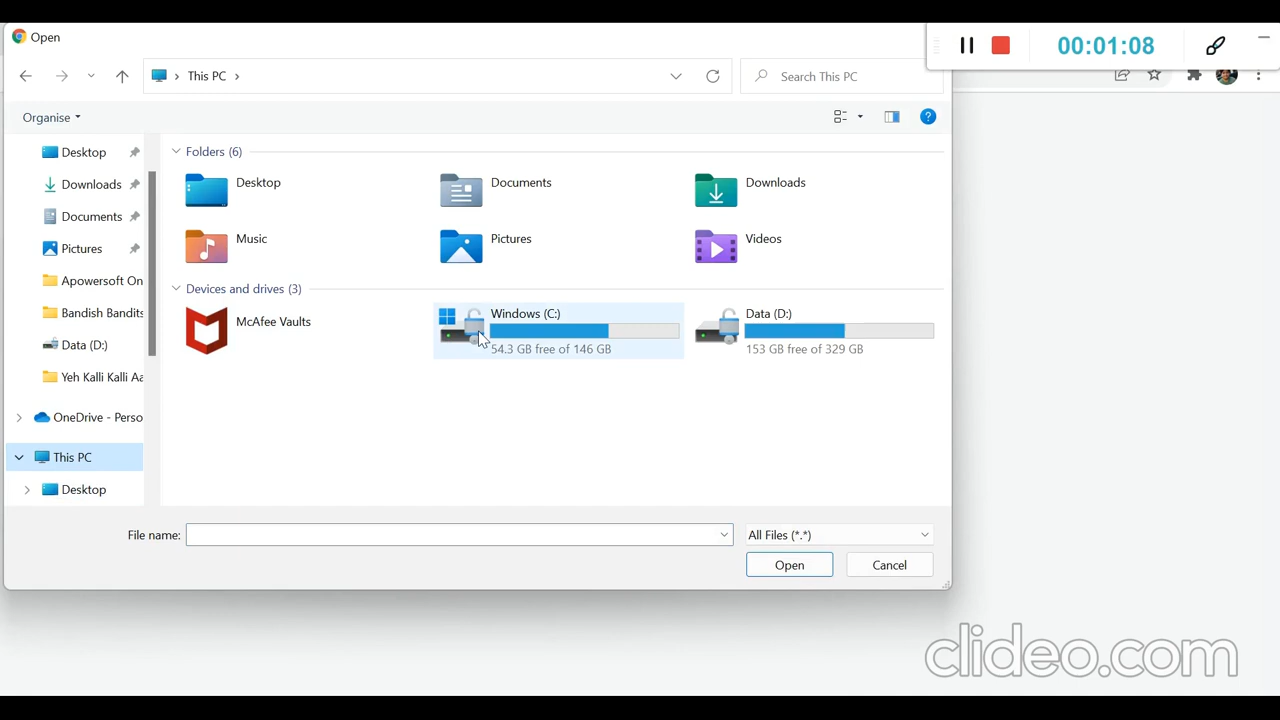 Open
00:01:08
This PC
Search This PC
Organise
Desktop
Downloads
Documents
Pictures
Apowersoft On
Bandish Bandits
Data (D:)
Yeh Kalli Kalli Aa
OneDrive - Perso
This PC
Desktop
Folders (6)
Desktop
Documents
Downloads
Music
Pictures
Videos
Devices and drives (3)
McAfee Vaults
Windows (C:)
54.3 GB free of 146 GB
Data (D:)
153 GB free of 329 GB
File name:
All Files (*.*)
Open
Cancel
clideo.com